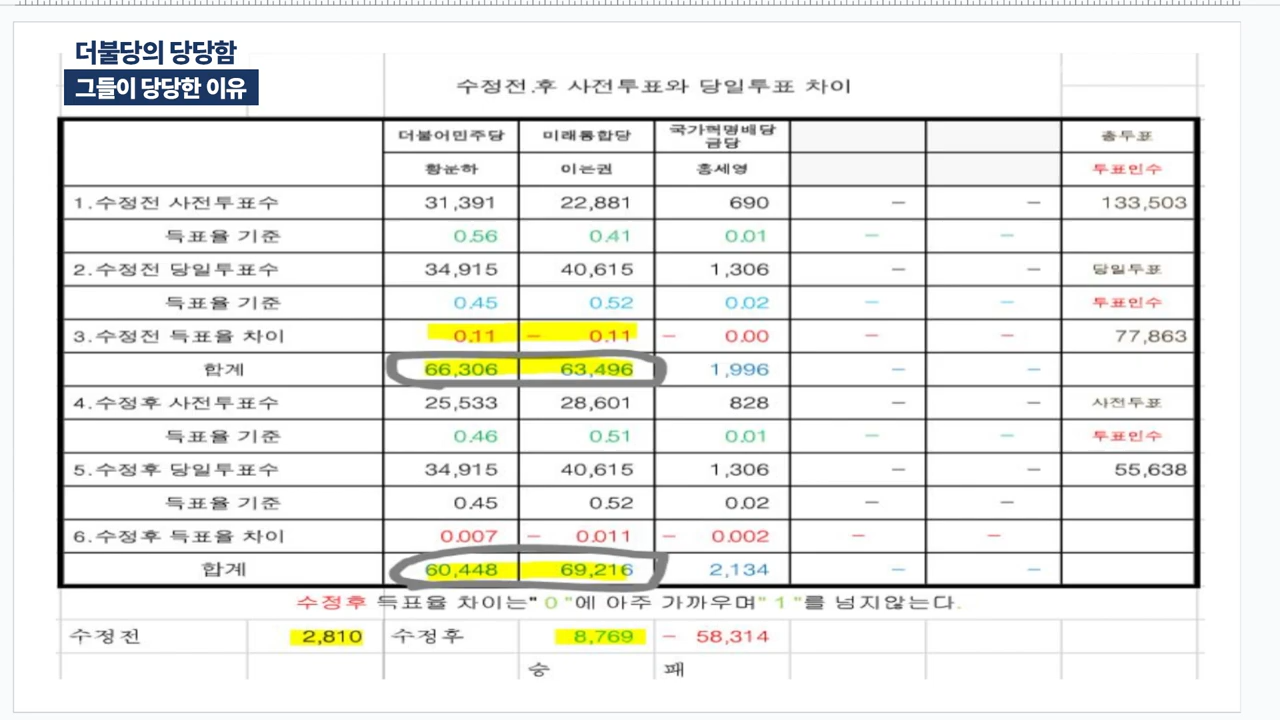 더불당의 당당함
그들이 당당한 이유
수정전.후 사전투표와 당일투표 차이
더불어민주당 미래통합당 국가혁명배당금당 총투표
황운하 이은권 홍세영 투표인수
1.수정전 사전투표수 31,391 22,881 690 – – 133,503
득표율 기준 0.56 0.41 0.01 – –
2.수정전 당일투표수 34,915 40,615 1,306 – – 당일투표
득표율 기준 0.45 0.52 0.02 – – 투표인수
3.수정전 득표율 차이 0.11 – 0.11 – 0.00 – – 77,863
합계 66,306 63,496 1,996 – –
4.수정후 사전투표수 25,533 28,601 828 – – 사전투표
득표율 기준 0.46 0.51 0.01 – – 투표인수
5.수정후 당일투표수 34,915 40,615 1,306 – – 55,638
득표율 기준 0.45 0.52 0.02 – –
6.수정후 득표율 차이 0.007 – 0.011 – 0.002 – –
합계 60,448 69,216 2,134 – –
수정후 득표율 차이는" 0 "에 아주 가까우며" 1 "를 넘지않는다.
수정전 2,810 수정후 8,769 – 58,314
승 패